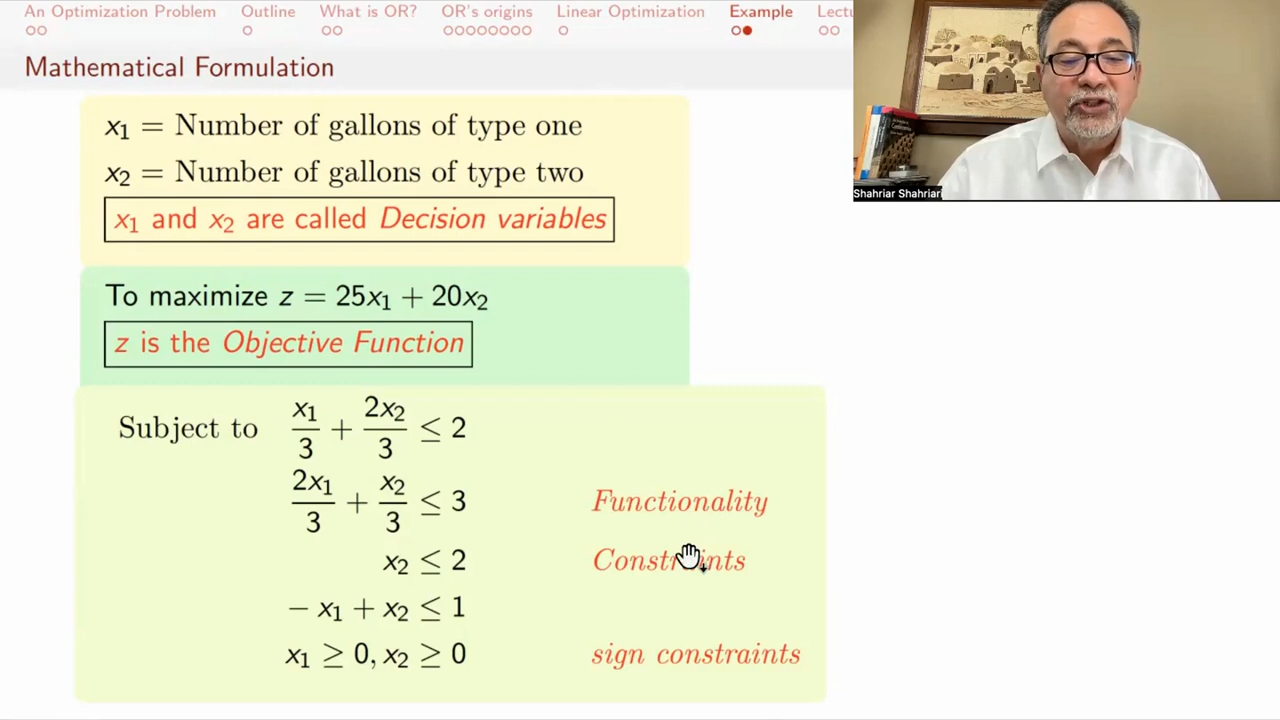 An Optimization Problem Outline What is OR? OR's origins Linear Optimization Example Lectu
Mathematical Formulation
x₁ = Number of gallons of type one
x₂ = Number of gallons of type two
x₁ and x₂ are called Decision variables
To maximize z = 25x₁ + 20x₂
z is the Objective Function
Subject to x₁/3 + 2x₂/3 ≤ 2
2x₁/3 + x₂/3 ≤ 3 Functionality
x₂ ≤ 2 Constraints
− x₁ + x₂ ≤ 1
x₁ ≥ 0, x₂ ≥ 0 sign constraints
Shahriar Shahriari